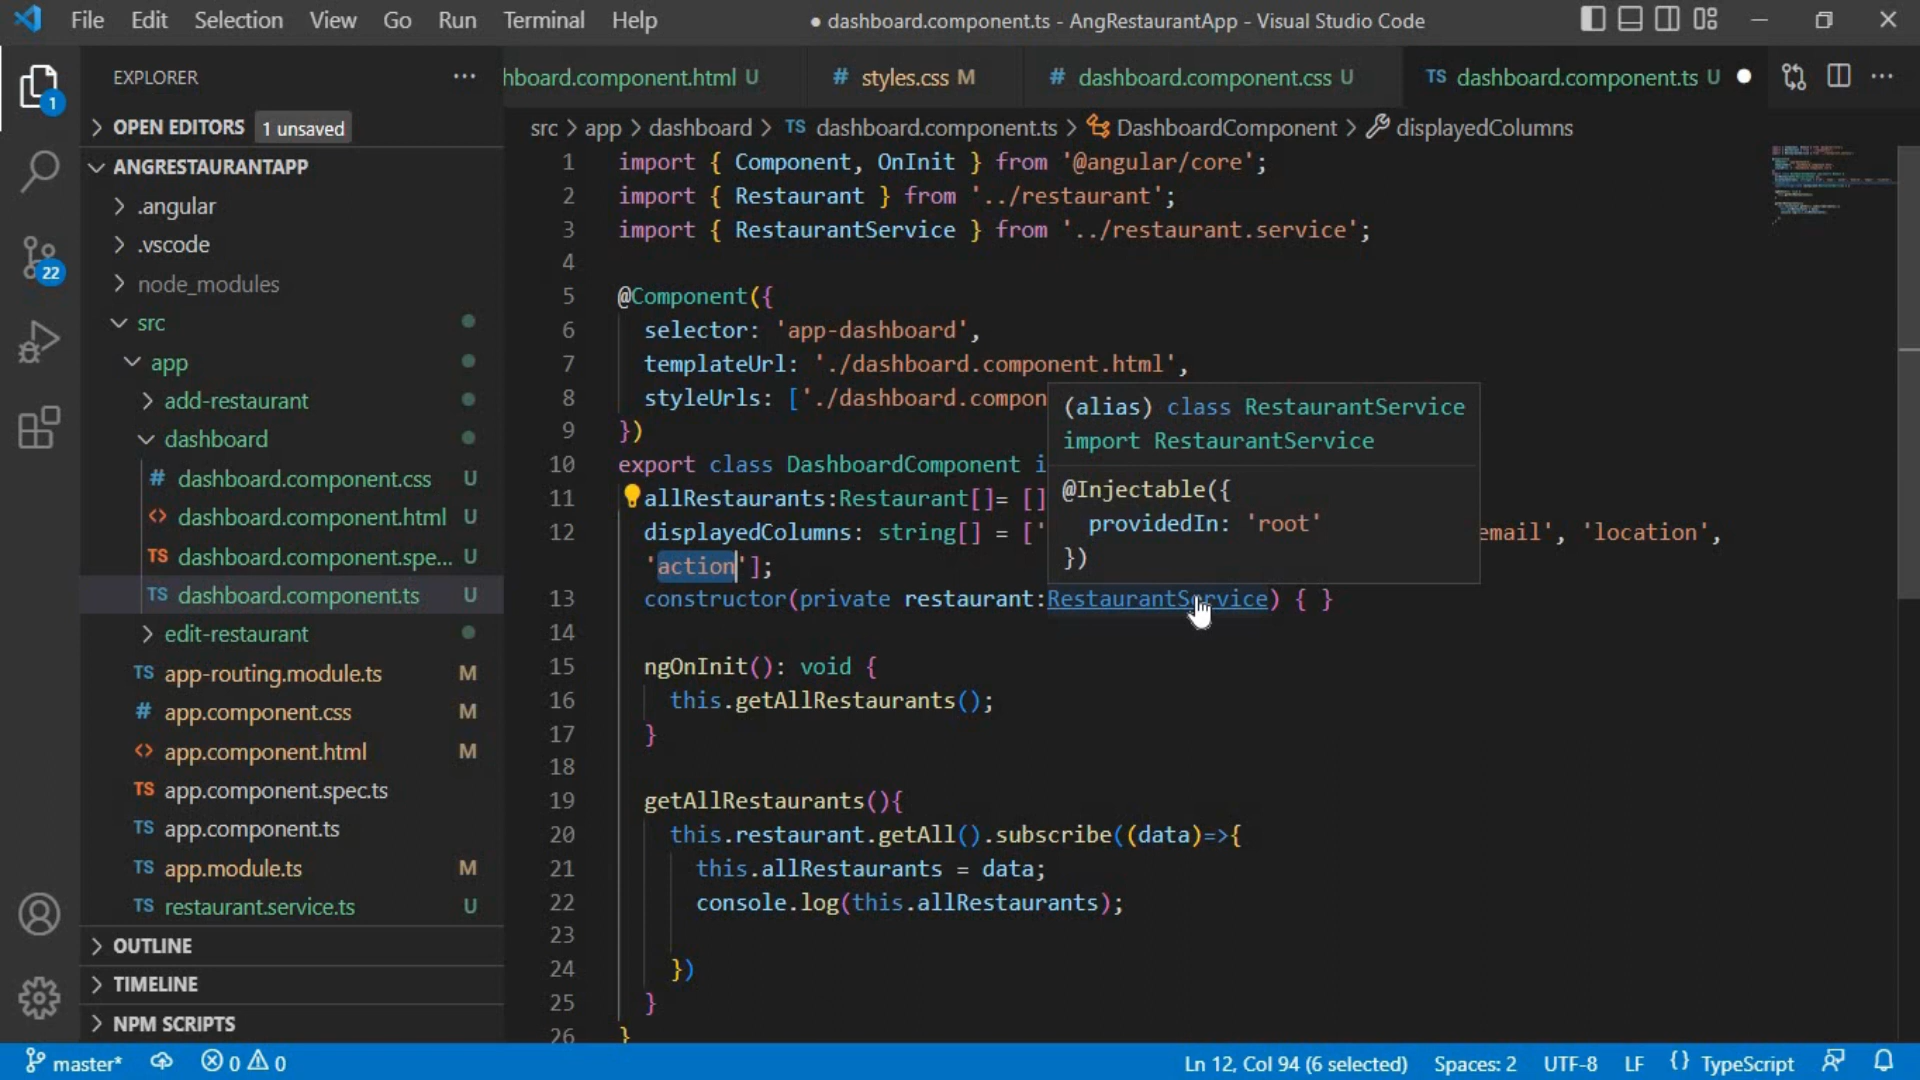 File Edit Selection View Go Run Terminal Help
● dashboard.component.ts - AngRestaurantApp - Visual Studio Code
EXPLORER
hboard.component.html U
# styles.css M
# dashboard.component.css U
TS dashboard.component.ts U
OPEN EDITORS 1 unsaved
src > app > dashboard > TS dashboard.component.ts > DashboardComponent > displayedColumns
ANGRESTAURANTAPP
.angular
.vscode
node_modules
src
app
add-restaurant
dashboard
# dashboard.component.css U
<> dashboard.component.html U
TS dashboard.component.spe... U
TS dashboard.component.ts U
edit-restaurant
TS app-routing.module.ts M
# app.component.css M
<> app.component.html M
TS app.component.spec.ts
TS app.component.ts
TS app.module.ts M
TS restaurant.service.ts U
OUTLINE
TIMELINE
NPM SCRIPTS
1
22
1 import { Component, OnInit } from '@angular/core';
2 import { Restaurant } from '../restaurant';
3 import { RestaurantService } from '../restaurant.service';
4
5 @Component({
6 selector: 'app-dashboard',
7 templateUrl: './dashboard.component.html',
8 styleUrls: ['./dashboard.compon
9 })
10 export class DashboardComponent i
11 allRestaurants:Restaurant[]= []
12 displayedColumns: string[] = [' email', 'location',
'action'];
13 constructor(private restaurant:RestaurantService) { }
14
15 ngOnInit(): void {
16 this.getAllRestaurants();
17 }
18
19 getAllRestaurants(){
20 this.restaurant.getAll().subscribe((data)=>{
21 this.allRestaurants = data;
22 console.log(this.allRestaurants);
23
24 })
25 }
26 }
(alias) class RestaurantService
import RestaurantService
@Injectable({
providedIn: 'root'
})
master* 0 0
Ln 12, Col 94 (6 selected) Spaces: 2 UTF-8 LF {} TypeScript